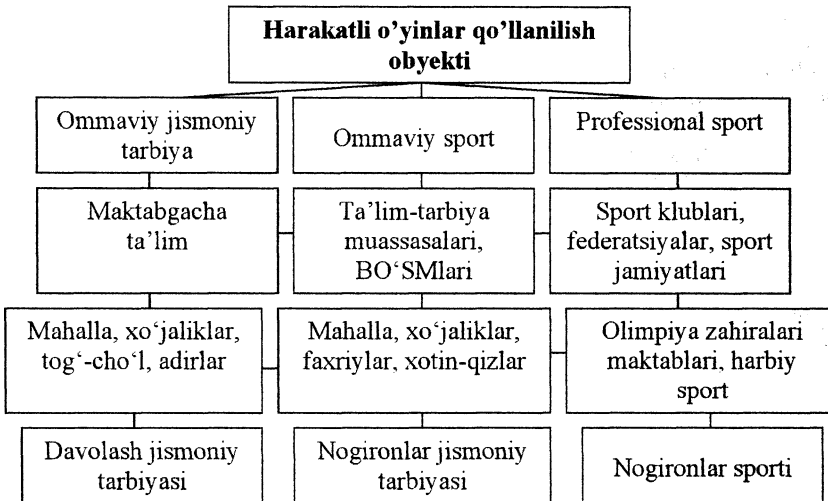 Harakatli o’yinlar qo’llanilish
obyekti
Ommaviy jismoniy
tarbiya
Ommaviy sport
Professional sport
Maktabgacha
ta’lim
Ta’lim-tarbiya
muassasalari,
BO‘SMlari
Sport klublari,
federatsiyalar, sport
jamiyatlari
Mahalla, xo‘jaliklar,
tog‘-cho‘l, adirlar
Mahalla, xo‘jaliklar,
faxriylar, xotin-qizlar
Olimpiya zahiralari
maktablari, harbiy
sport
Davolash jismoniy
tarbiyasi
Nogironlar jismoniy
tarbiyasi
Nogironlar sporti